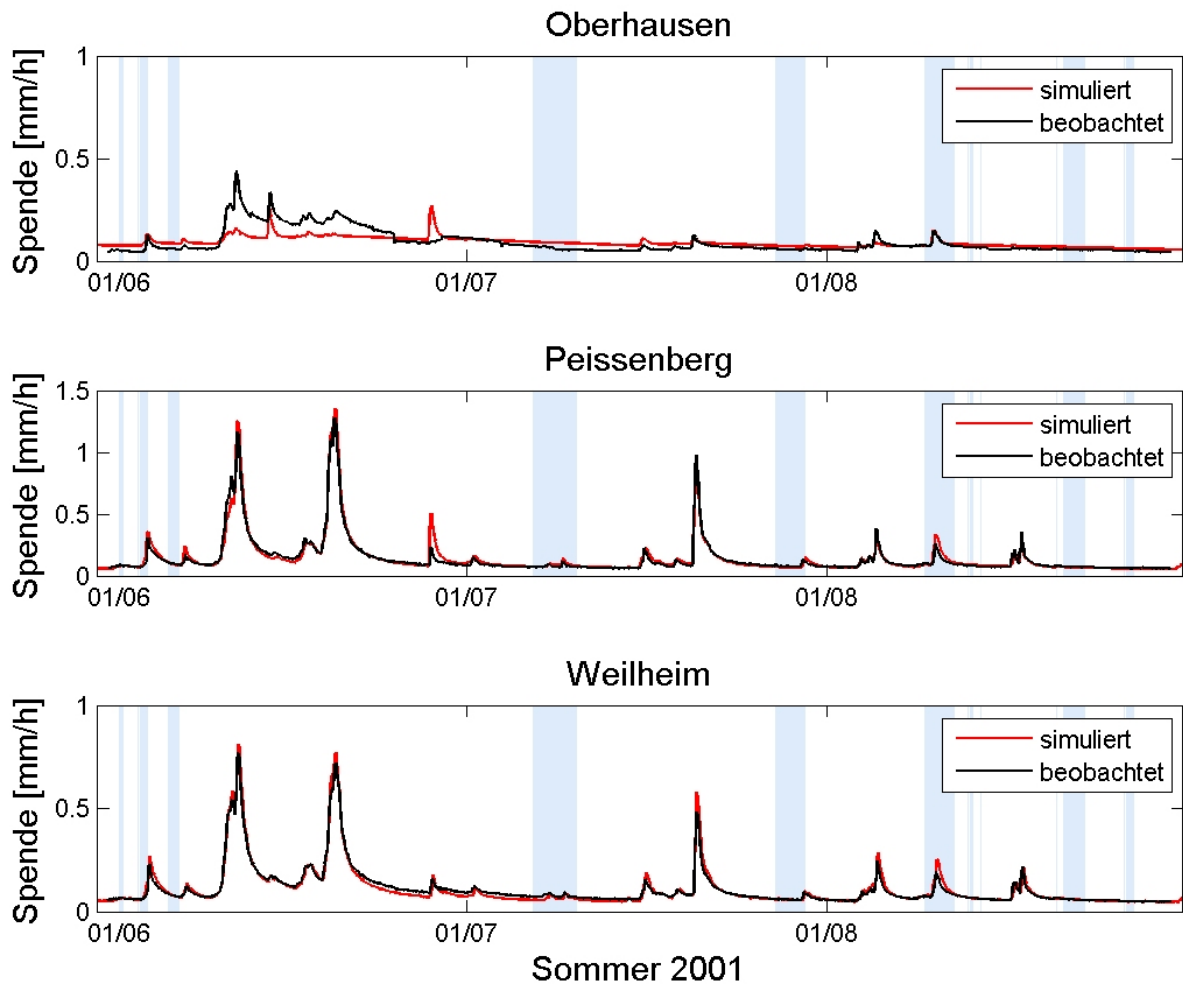 Oberhausen
Spende [mm/h]
1
0.5
0
simuliert
beobachtet
01/06 01/07 01/08
Peissenberg
Spende [mm/h]
1.5
1
0.5
0
simuliert
beobachtet
01/06 01/07 01/08
Weilheim
Spende [mm/h]
1
0.5
0
simuliert
beobachtet
01/06 01/07 01/08
Sommer 2001